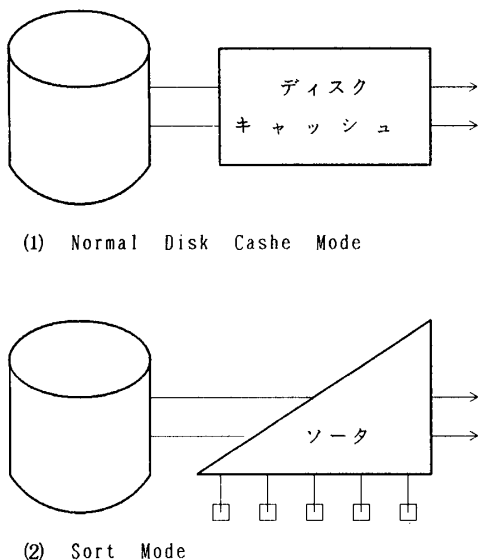 ディスク
キャッシュ
(1) Normal Disk Cashe Mode
ソータ
(2) Sort Mode